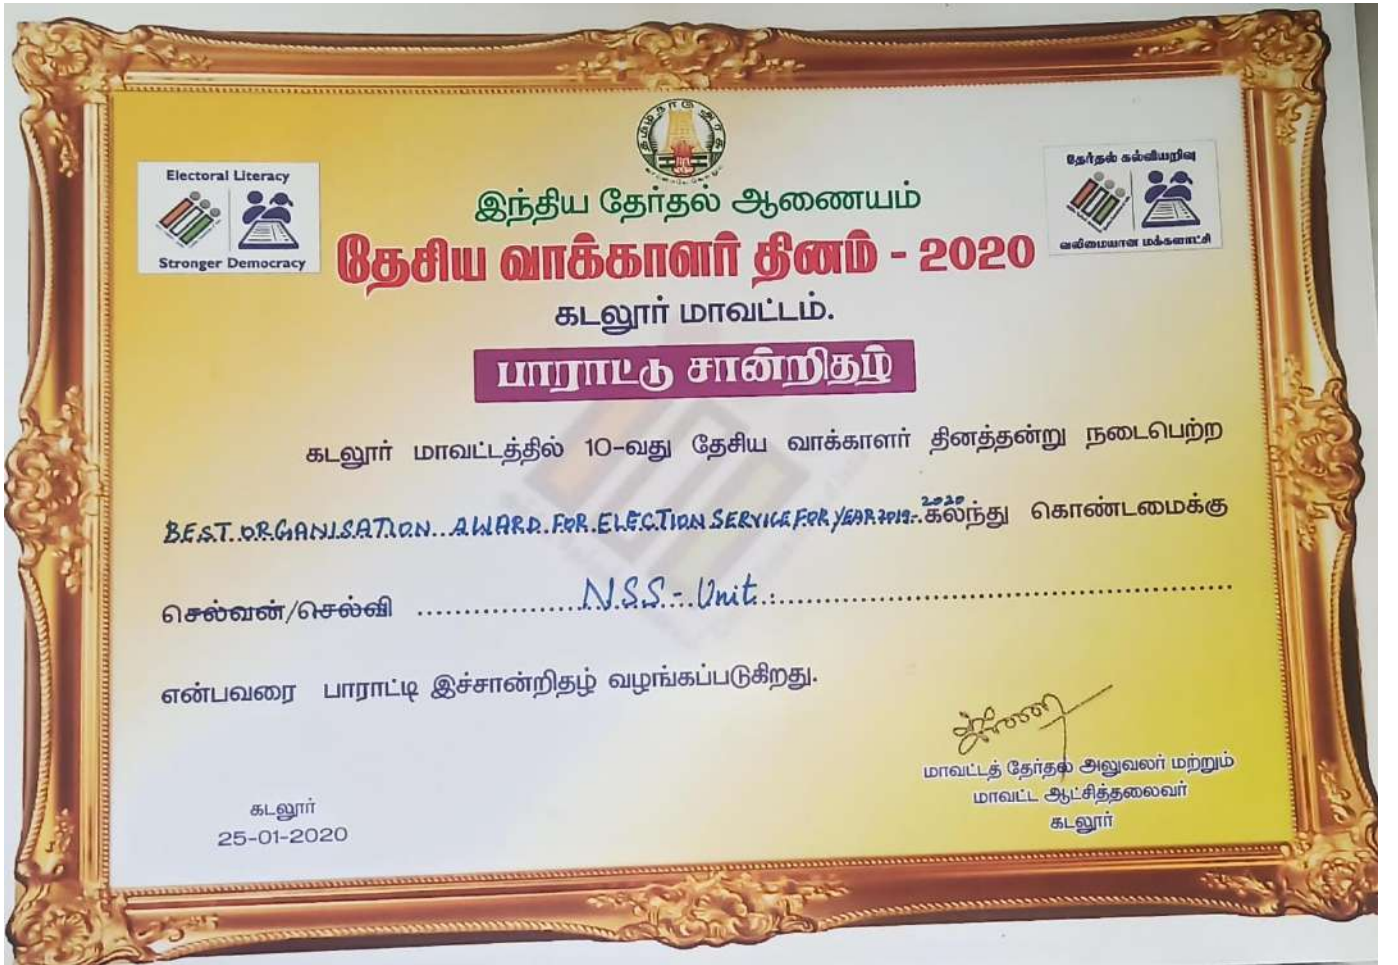 தமிழ்நாடு அரசு
Electoral Literacy
Stronger Democracy
தேர்தல் கல்வியறிவு
வலிமையான மக்களாட்சி
இந்திய தேர்தல் ஆணையம்
தேசிய வாக்காளர் தினம் - 2020
கடலூர் மாவட்டம்.
பாராட்டு சான்றிதழ்
கடலூர் மாவட்டத்தில் 10-வது தேசிய வாக்காளர் தினத்தன்று நடைபெற்ற
BEST ORGANISATION AWARD FOR ELECTION SERVICE FOR YEAR 2019-2020 கலந்து கொண்டமைக்கு
செல்வன்/செல்வி .................N.S.S - Unit.:..................................................
என்பவரை பாராட்டி இச்சான்றிதழ் வழங்கப்படுகிறது.
மாவட்டத் தேர்தல் அலுவலர் மற்றும்
மாவட்ட ஆட்சித்தலைவர்
கடலூர்
கடலூர்
25-01-2020